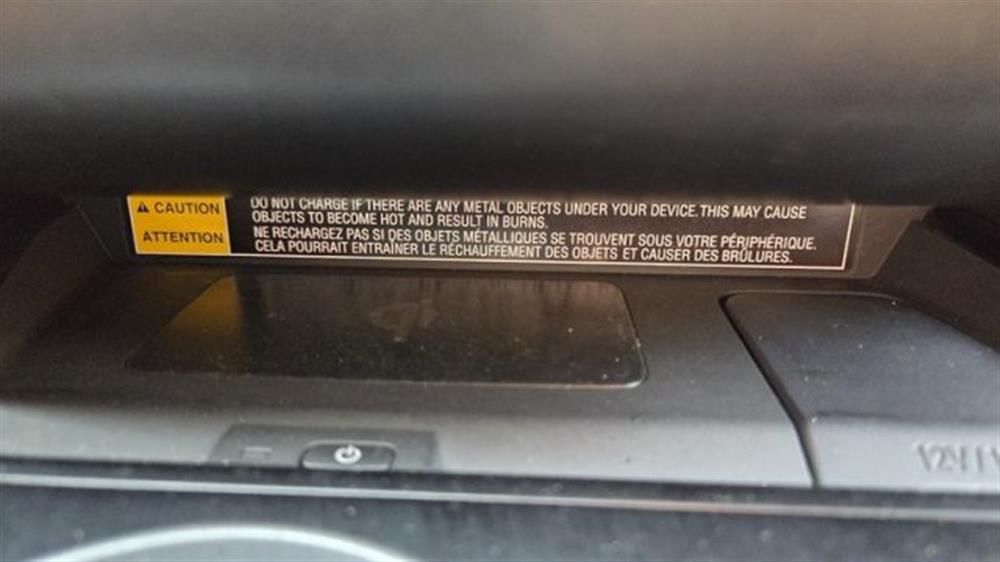 CAUTION
ATTENTION
DO NOT CHARGE IF THERE ARE ANY METAL OBJECTS UNDER YOUR DEVICE. THIS MAY CAUSE
OBJECTS TO BECOME HOT AND RESULT IN BURNS.
NE RECHARGEZ PAS SI DES OBJETS MÉTALLIQUES SE TROUVENT SOUS VOTRE PÉRIPHÉRIQUE.
CELA POURRAIT ENTRAÎNER LE RÉCHAUFFEMENT DES OBJETS ET CAUSER DES BRÛLURES.